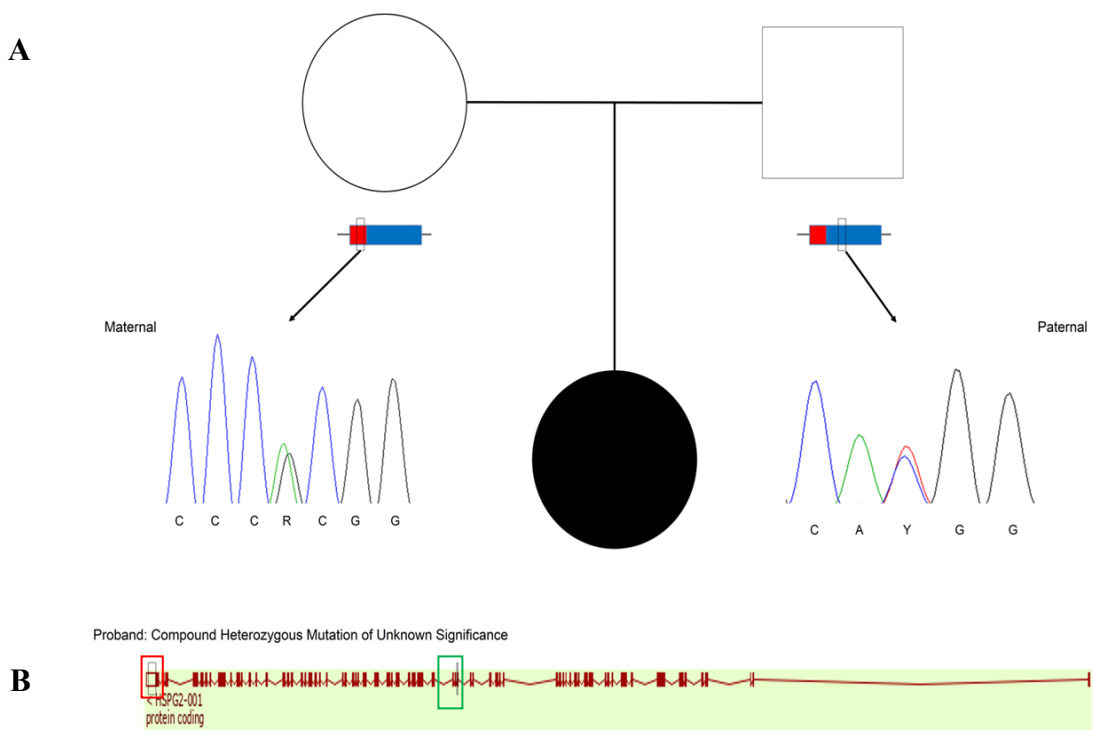 A
Maternal
Paternal
C C C R C G G
C A Y G G
Proband: Compound Heterozygous Mutation of Unknown Significance
B
< HSPG2-001
protein coding